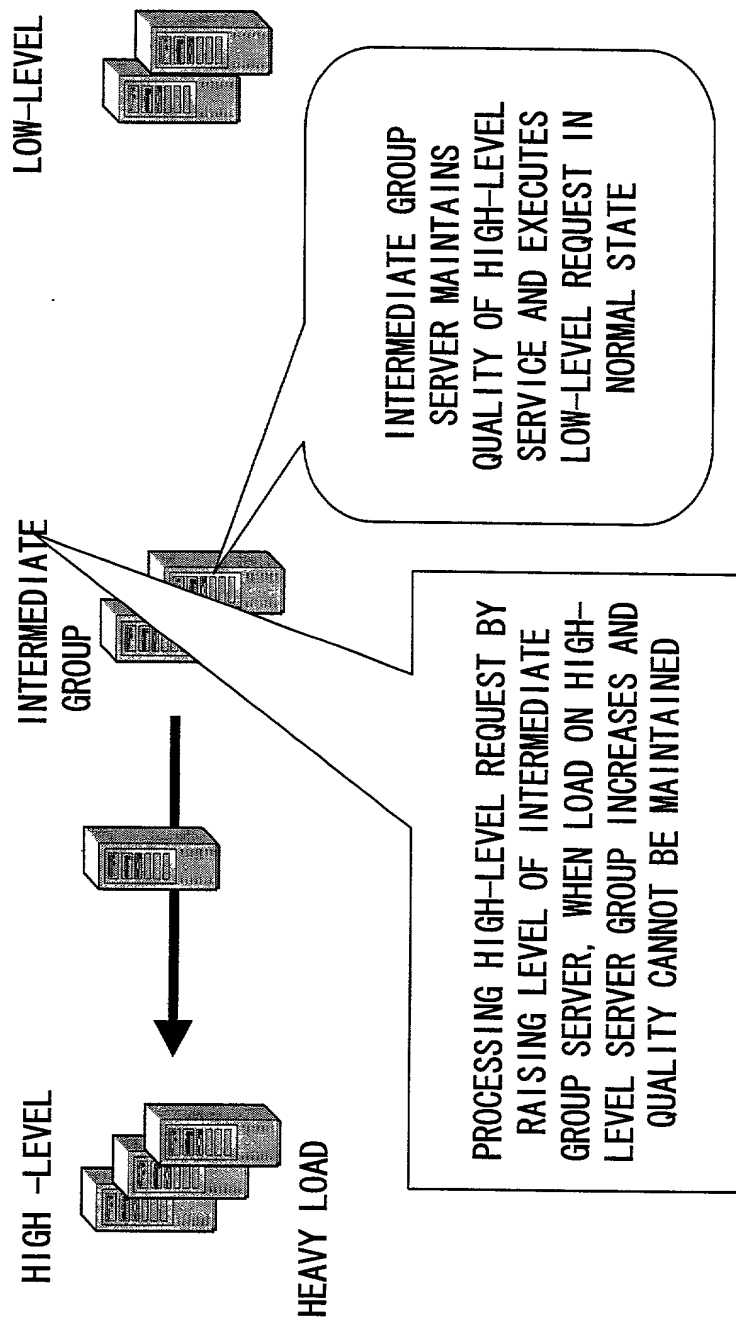 HIGH -LEVEL
HEAVY LOAD
INTERMEDIATE
GROUP
LOW-LEVEL
PROCESSING HIGH-LEVEL REQUEST BY
RAISING LEVEL OF INTERMEDIATE
GROUP SERVER, WHEN LOAD ON HIGH-
LEVEL SERVER GROUP INCREASES AND
QUALITY CANNOT BE MAINTAINED
INTERMEDIATE GROUP
SERVER MAINTAINS
QUALITY OF HIGH-LEVEL
SERVICE AND EXECUTES
LOW-LEVEL REQUEST IN
NORMAL STATE